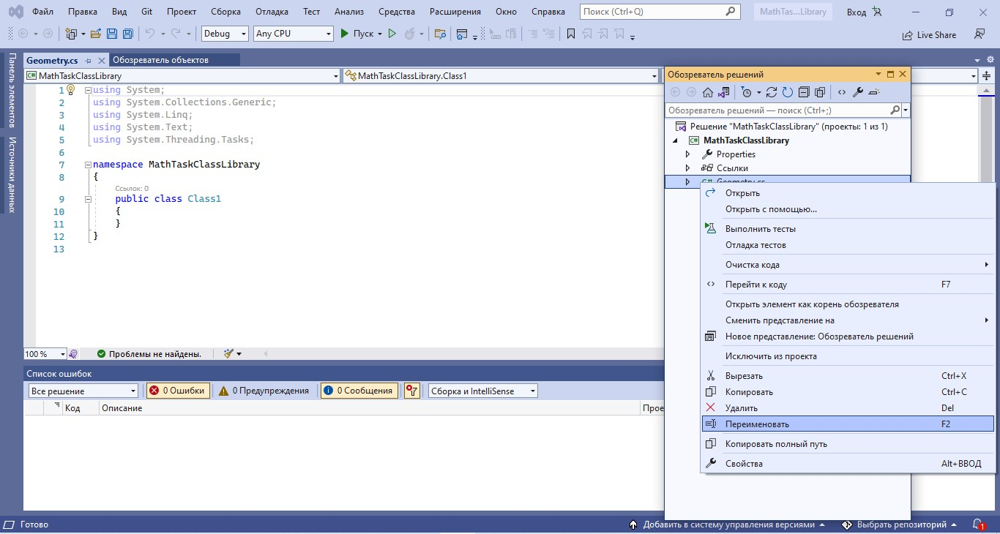 Файл Правка Вид Git Проект Сборка Отладка Тест Анализ Средства Расширения Окно Справка Поиск (Ctrl+Q) MathTas...Library Вход
Debug Any CPU Пуск Live Share
Панель элементов
Источники данных
Geometry.cs Обозреватель объектов
MathTaskClassLibrary MathTaskClassLibrary.Class1
1 using System;
2 using System.Collections.Generic;
3 using System.Linq;
4 using System.Text;
5 using System.Threading.Tasks;
6
7 namespace MathTaskClassLibrary
8 {
Ссылок: 0
9 public class Class1
10 {
11 }
12 }
13
100 % Проблемы не найдены.
Список ошибок
Все решение 0 Ошибки 0 Предупреждения 0 Сообщения Сборка и IntelliSense
Код Описание Прое
Обозреватель решений
Обозреватель решений — поиск (Ctrl+;)
Решение "MathTaskClassLibrary" (проекты: 1 из 1)
C# MathTaskClassLibrary
Properties
Ссылки
C# Geometry.cs
Открыть
Открыть с помощью...
Выполнить тесты
Отладка тестов
Очистка кода
Перейти к коду F7
Открыть элемент как корень обозревателя
Сменить представление на
Новое представление: Обозреватель решений
Исключить из проекта
Вырезать Ctrl+X
Копировать Ctrl+C
Удалить Del
Переименовать F2
Копировать полный путь
Свойства Alt+ВВОД
Готово Добавить в систему управления версиями Выбрать репозиторий 1